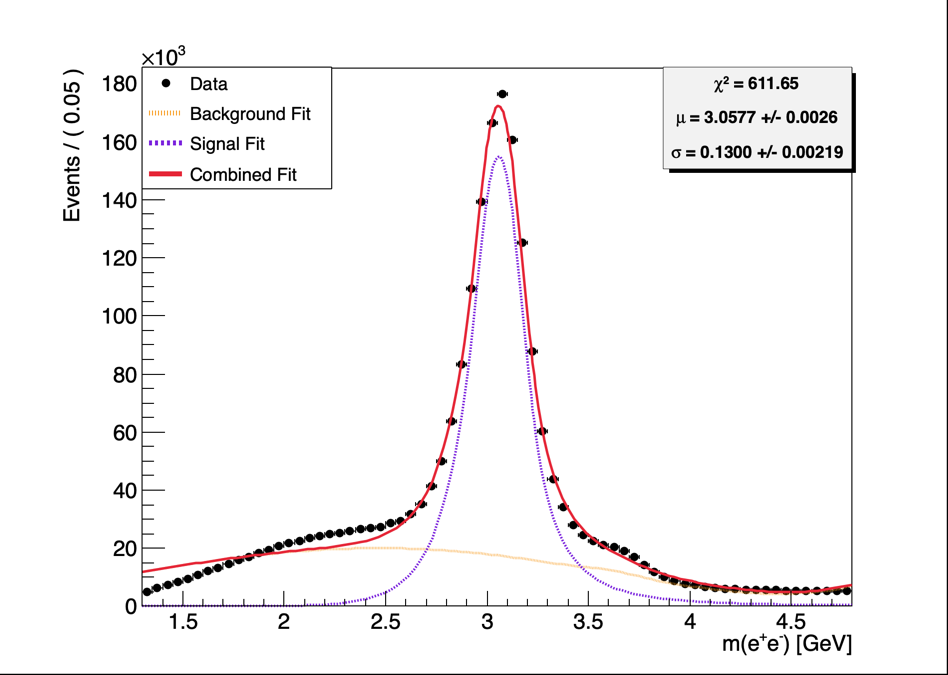 ×10³
Events / ( 0.05 )
180
160
140
120
100
80
60
40
20
0
Data
Background Fit
Signal Fit
Combined Fit
χ² = 611.65
μ = 3.0577 +/- 0.0026
σ = 0.1300 +/- 0.00219
1.5 2 2.5 3 3.5 4 4.5
m(e⁺e⁻) [GeV]